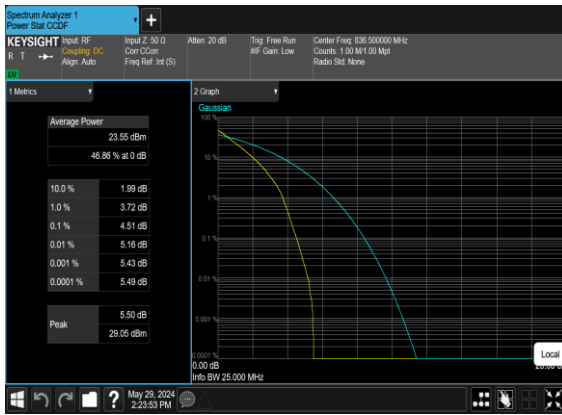 Spectrum Analyzer 1
Power Stat CCDF
+
KEYSIGHT
R T
LXI
Input: RF
Coupling: DC
Align: Auto
Input Z: 50 Ω
Corr CCorr
Freq Ref: Int (S)
Atten: 20 dB
Trig: Free Run
#IF Gain: Low
Center Freq: 836.500000 MHz
Counts: 1.00 M/1.00 Mpt
Radio Std: None
1 Metrics
Average Power
23.55 dBm
46.86 % at 0 dB
10.0 % 1.99 dB
1.0 % 3.72 dB
0.1 % 4.51 dB
0.01 % 5.16 dB
0.001 % 5.43 dB
0.0001 % 5.49 dB
Peak
5.50 dB
29.05 dBm
2 Graph
Gaussian
100 %
10 %
1 %
0.1 %
0.01 %
0.001 %
0.0001 %
0.00 dB
Info BW 25.000 MHz
Local
?
May 29, 2024
2:23:53 PM